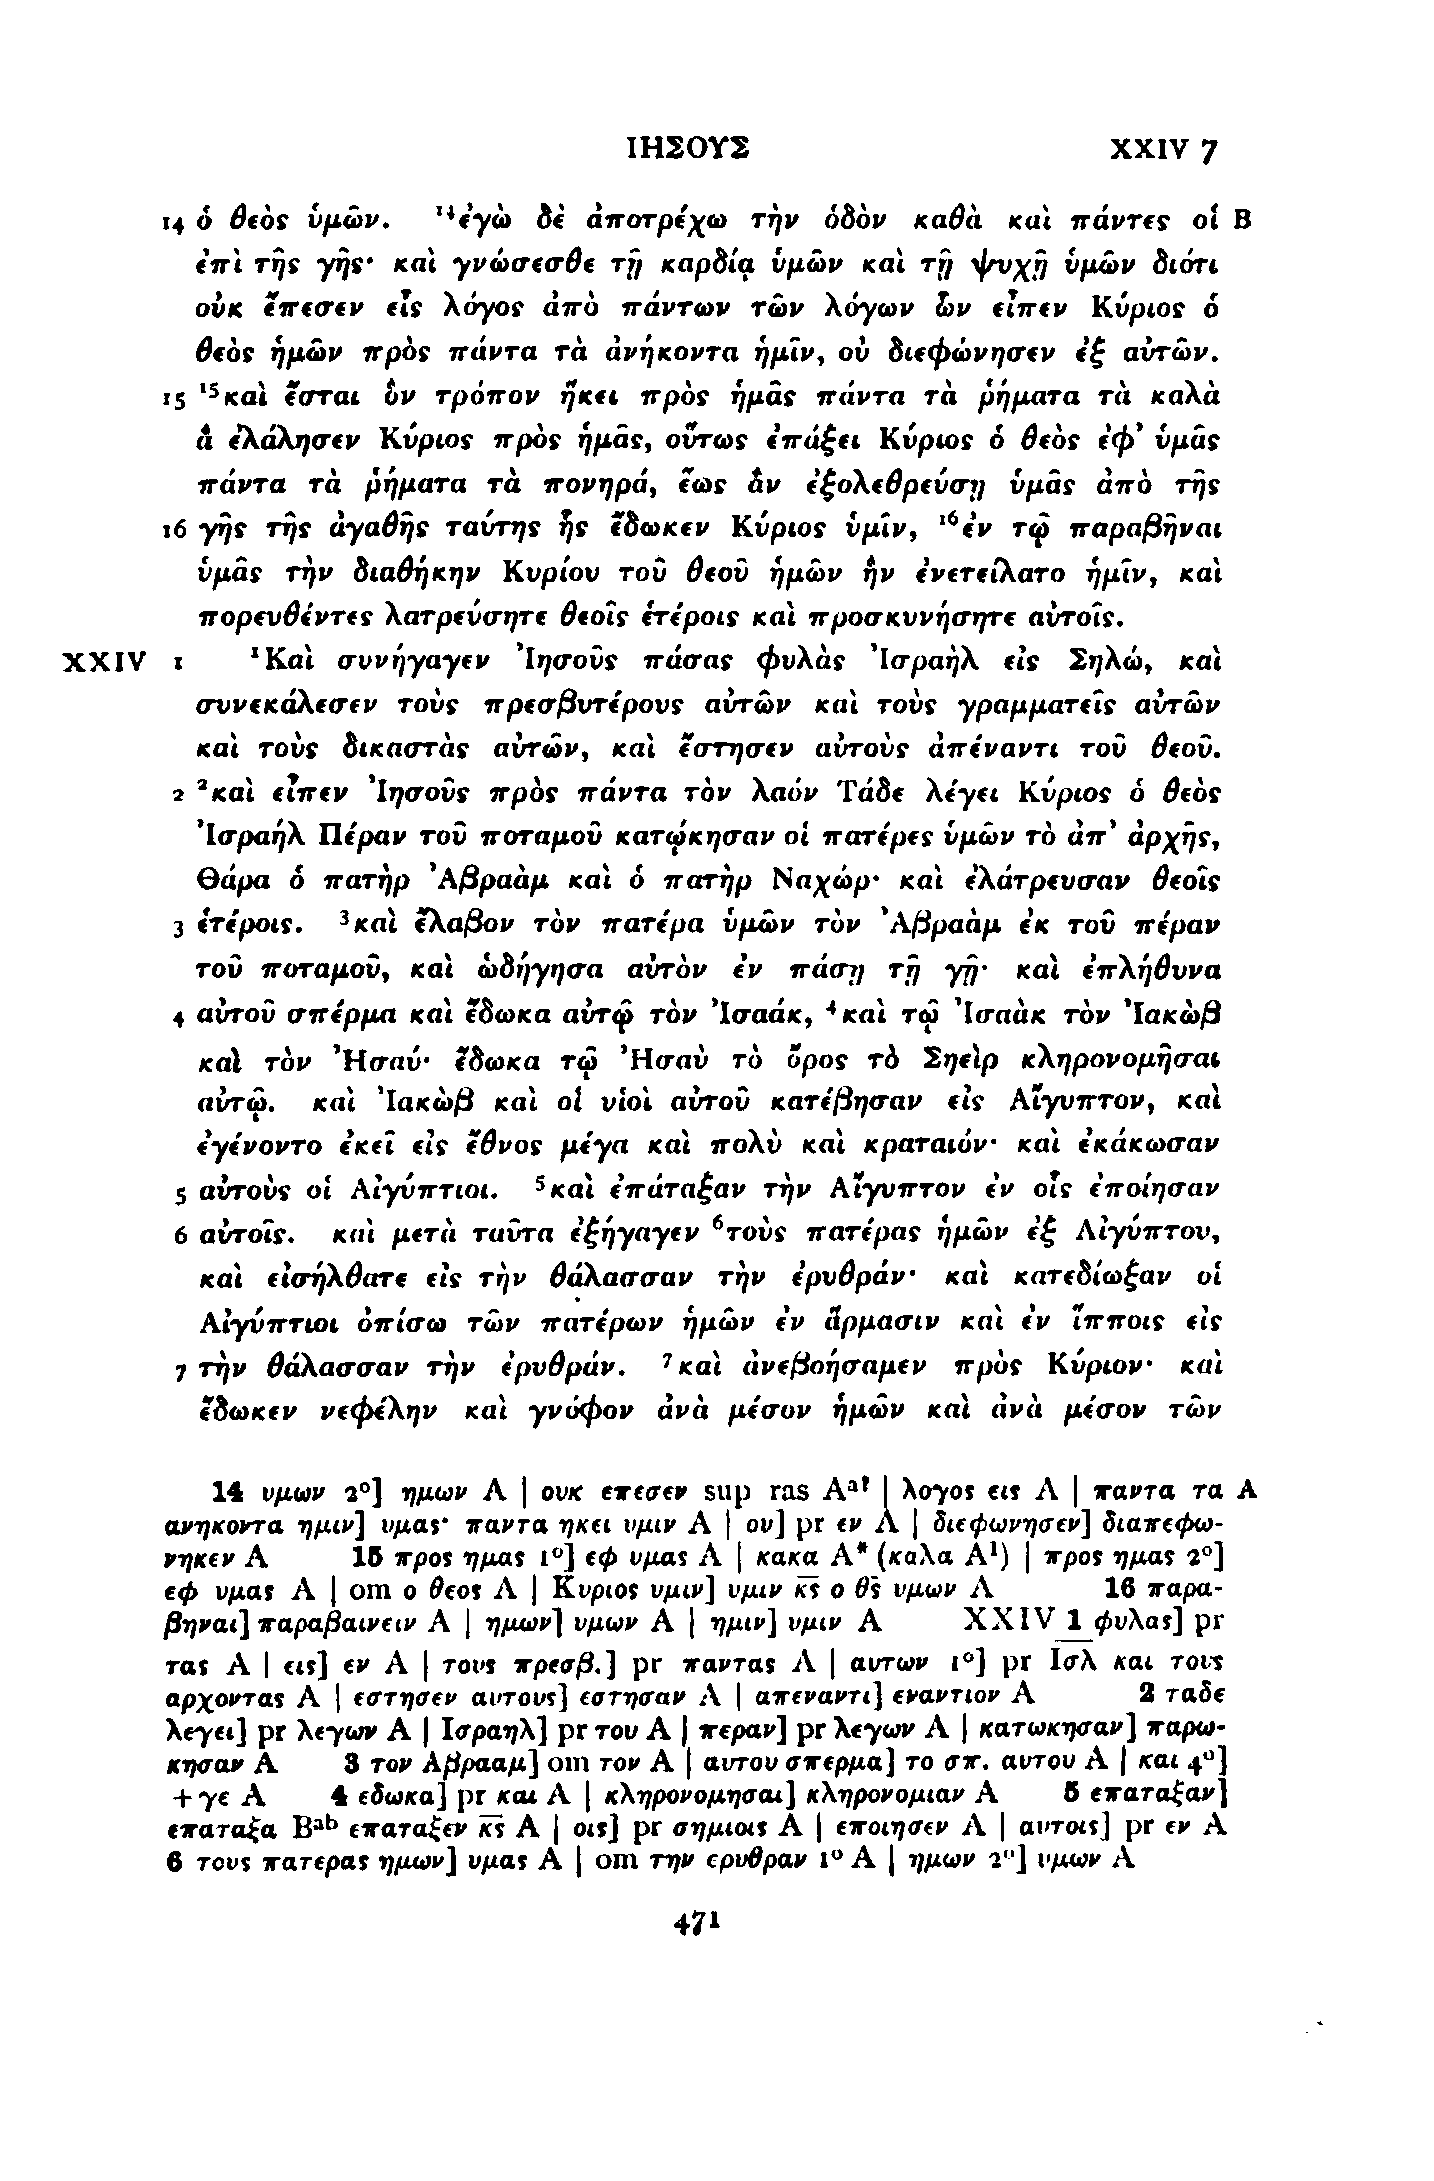 ΙΗΣΟΥΣ XXIV 7
14 ὁ θεὸς ὑμῶν. ¹⁴ἐγὼ δὲ ἀποτρέχω τὴν ὁδὸν καθὰ καὶ πάντες οἱ B
ἐπὶ τῆς γῆς· καὶ γνώσεσθε τῇ καρδίᾳ ὑμῶν καὶ τῇ ψυχῇ ὑμῶν διότι
οὐκ ἔπεσεν εἷς λόγος ἀπὸ πάντων τῶν λόγων ὧν εἶπεν Κύριος ὁ
θεὸς ἡμῶν πρὸς πάντα τὰ ἀνήκοντα ἡμῖν, οὐ διεφώνησεν ἐξ αὐτῶν.
15 ¹⁵καὶ ἔσται ὃν τρόπον ἥκει πρὸς ἡμᾶς πάντα τὰ ῥήματα τὰ καλὰ
ἃ ἐλάλησεν Κύριος πρὸς ἡμᾶς, οὕτως ἐπάξει Κύριος ὁ θεὸς ἐφ᾽ ὑμᾶς
πάντα τὰ ῥήματα τὰ πονηρά, ἕως ἂν ἐξολεθρεύσῃ ὑμᾶς ἀπὸ τῆς
16 γῆς τῆς ἀγαθῆς ταύτης ἧς ἔδωκεν Κύριος ὑμῖν, ¹⁶ἐν τῷ παραβῆναι
ὑμᾶς τὴν διαθήκην Κυρίου τοῦ θεοῦ ἡμῶν ἣν ἐνετείλατο ἡμῖν, καὶ
πορευθέντες λατρεύσητε θεοῖς ἑτέροις καὶ προσκυνήσητε αὐτοῖς.
XXIV 1 ¹Καὶ συνήγαγεν Ἰησοῦς πάσας φυλὰς Ἰσραὴλ εἰς Σηλώ, καὶ
συνεκάλεσεν τοὺς πρεσβυτέρους αὐτῶν καὶ τοὺς γραμματεῖς αὐτῶν
καὶ τοὺς δικαστὰς αὐτῶν, καὶ ἔστησεν αὐτοὺς ἀπέναντι τοῦ θεοῦ.
2 ²καὶ εἶπεν Ἰησοῦς πρὸς πάντα τὸν λαόν Τάδε λέγει Κύριος ὁ θεὸς
Ἰσραήλ Πέραν τοῦ ποταμοῦ κατῴκησαν οἱ πατέρες ὑμῶν τὸ ἀπ᾽ ἀρχῆς,
Θάρα ὁ πατὴρ Ἀβραὰμ καὶ ὁ πατὴρ Ναχώρ· καὶ ἐλάτρευσαν θεοῖς
3 ἑτέροις. ³καὶ ἔλαβον τὸν πατέρα ὑμῶν τὸν Ἀβραὰμ ἐκ τοῦ πέραν
τοῦ ποταμοῦ, καὶ ὡδήγησα αὐτὸν ἐν πάσῃ τῇ γῇ· καὶ ἐπλήθυνα
4 αὐτοῦ σπέρμα καὶ ἔδωκα αὐτῷ τὸν Ἰσαάκ, ⁴καὶ τῷ Ἰσαὰκ τὸν Ἰακὼβ
καὶ τὸν Ἠσαύ· ἔδωκα τῷ Ἠσαὺ τὸ ὄρος τὸ Σηεὶρ κληρονομῆσαι
αὐτῷ. καὶ Ἰακὼβ καὶ οἱ υἱοὶ αὐτοῦ κατέβησαν εἰς Αἴγυπτον, καὶ
ἐγένοντο ἐκεῖ εἰς ἔθνος μέγα καὶ πολὺ καὶ κραταιόν· καὶ ἐκάκωσαν
5 αὐτοὺς οἱ Αἰγύπτιοι. ⁵καὶ ἐπάταξαν τὴν Αἴγυπτον ἐν οἷς ἐποίησαν
6 αὐτοῖς. καὶ μετὰ ταῦτα ἐξήγαγεν ⁶τοὺς πατέρας ἡμῶν ἐξ Αἰγύπτου,
καὶ εἰσήλθατε εἰς τὴν θάλασσαν τὴν ἐρυθράν· καὶ κατεδίωξαν οἱ
Αἰγύπτιοι ὀπίσω τῶν πατέρων ἡμῶν ἐν ἅρμασιν καὶ ἐν ἵπποις εἰς
7 τὴν θάλασσαν τὴν ἐρυθράν. ⁷καὶ ἀνεβοήσαμεν πρὸς Κύριον· καὶ
ἔδωκεν νεφέλην καὶ γνόφον ἀνὰ μέσον ἡμῶν καὶ ἀνὰ μέσον τῶν
14 υμων 2°] ημων A | ουκ επεσεν sup ras Aᵃ? | λογος εις A | παντα τα A
ανηκοντα ημιν] υμας· παντα ηκει υμιν A | ου] pr εν A | διεφωνησεν] διαπεφω-
νηκεν A 15 προς ημας 1°] εφ υμας A | κακα A* (καλα A¹) | προς ημας 2°]
εφ υμας A | om ο θεος A | Κυριος υμιν] υμιν κ̅ς̅ ο θ̅ς̅ υμων A 16 παρα-
βηναι] παραβαινειν A | ημων] υμων A | ημιν] υμιν A XXIV 1 φυλας] pr
τας A | εις] εν A | τους πρεσβ.] pr παντας A | αυτων 1°] pr Ι̅σ̅λ̅ και τους
αρχοντας A | εστησεν αυτους] εστησαν A | απεναντι] εναντιον A 2 ταδε
λεγει] pr λεγων A | Ισραηλ] pr του A | περαν] pr λεγων A | κατωκησαν] παρω-
κησαν A 3 τον Αβρααμ] om τον A | αυτου σπερμα] το σπ. αυτου A | και 4°]
+ γε A 4 εδωκα] pr και A | κληρονομησαι] κληρονομιαν A 5 επαταξαν]
επαταξα Bᵃᵇ επαταξεν κ̅ς̅ A | οις] pr σημιοις A | εποιησεν A | αυτοις] pr εν A
6 τους πατερας ημων] υμας A | om την ερυθραν 1° A | ημων 2°] υμων A
471